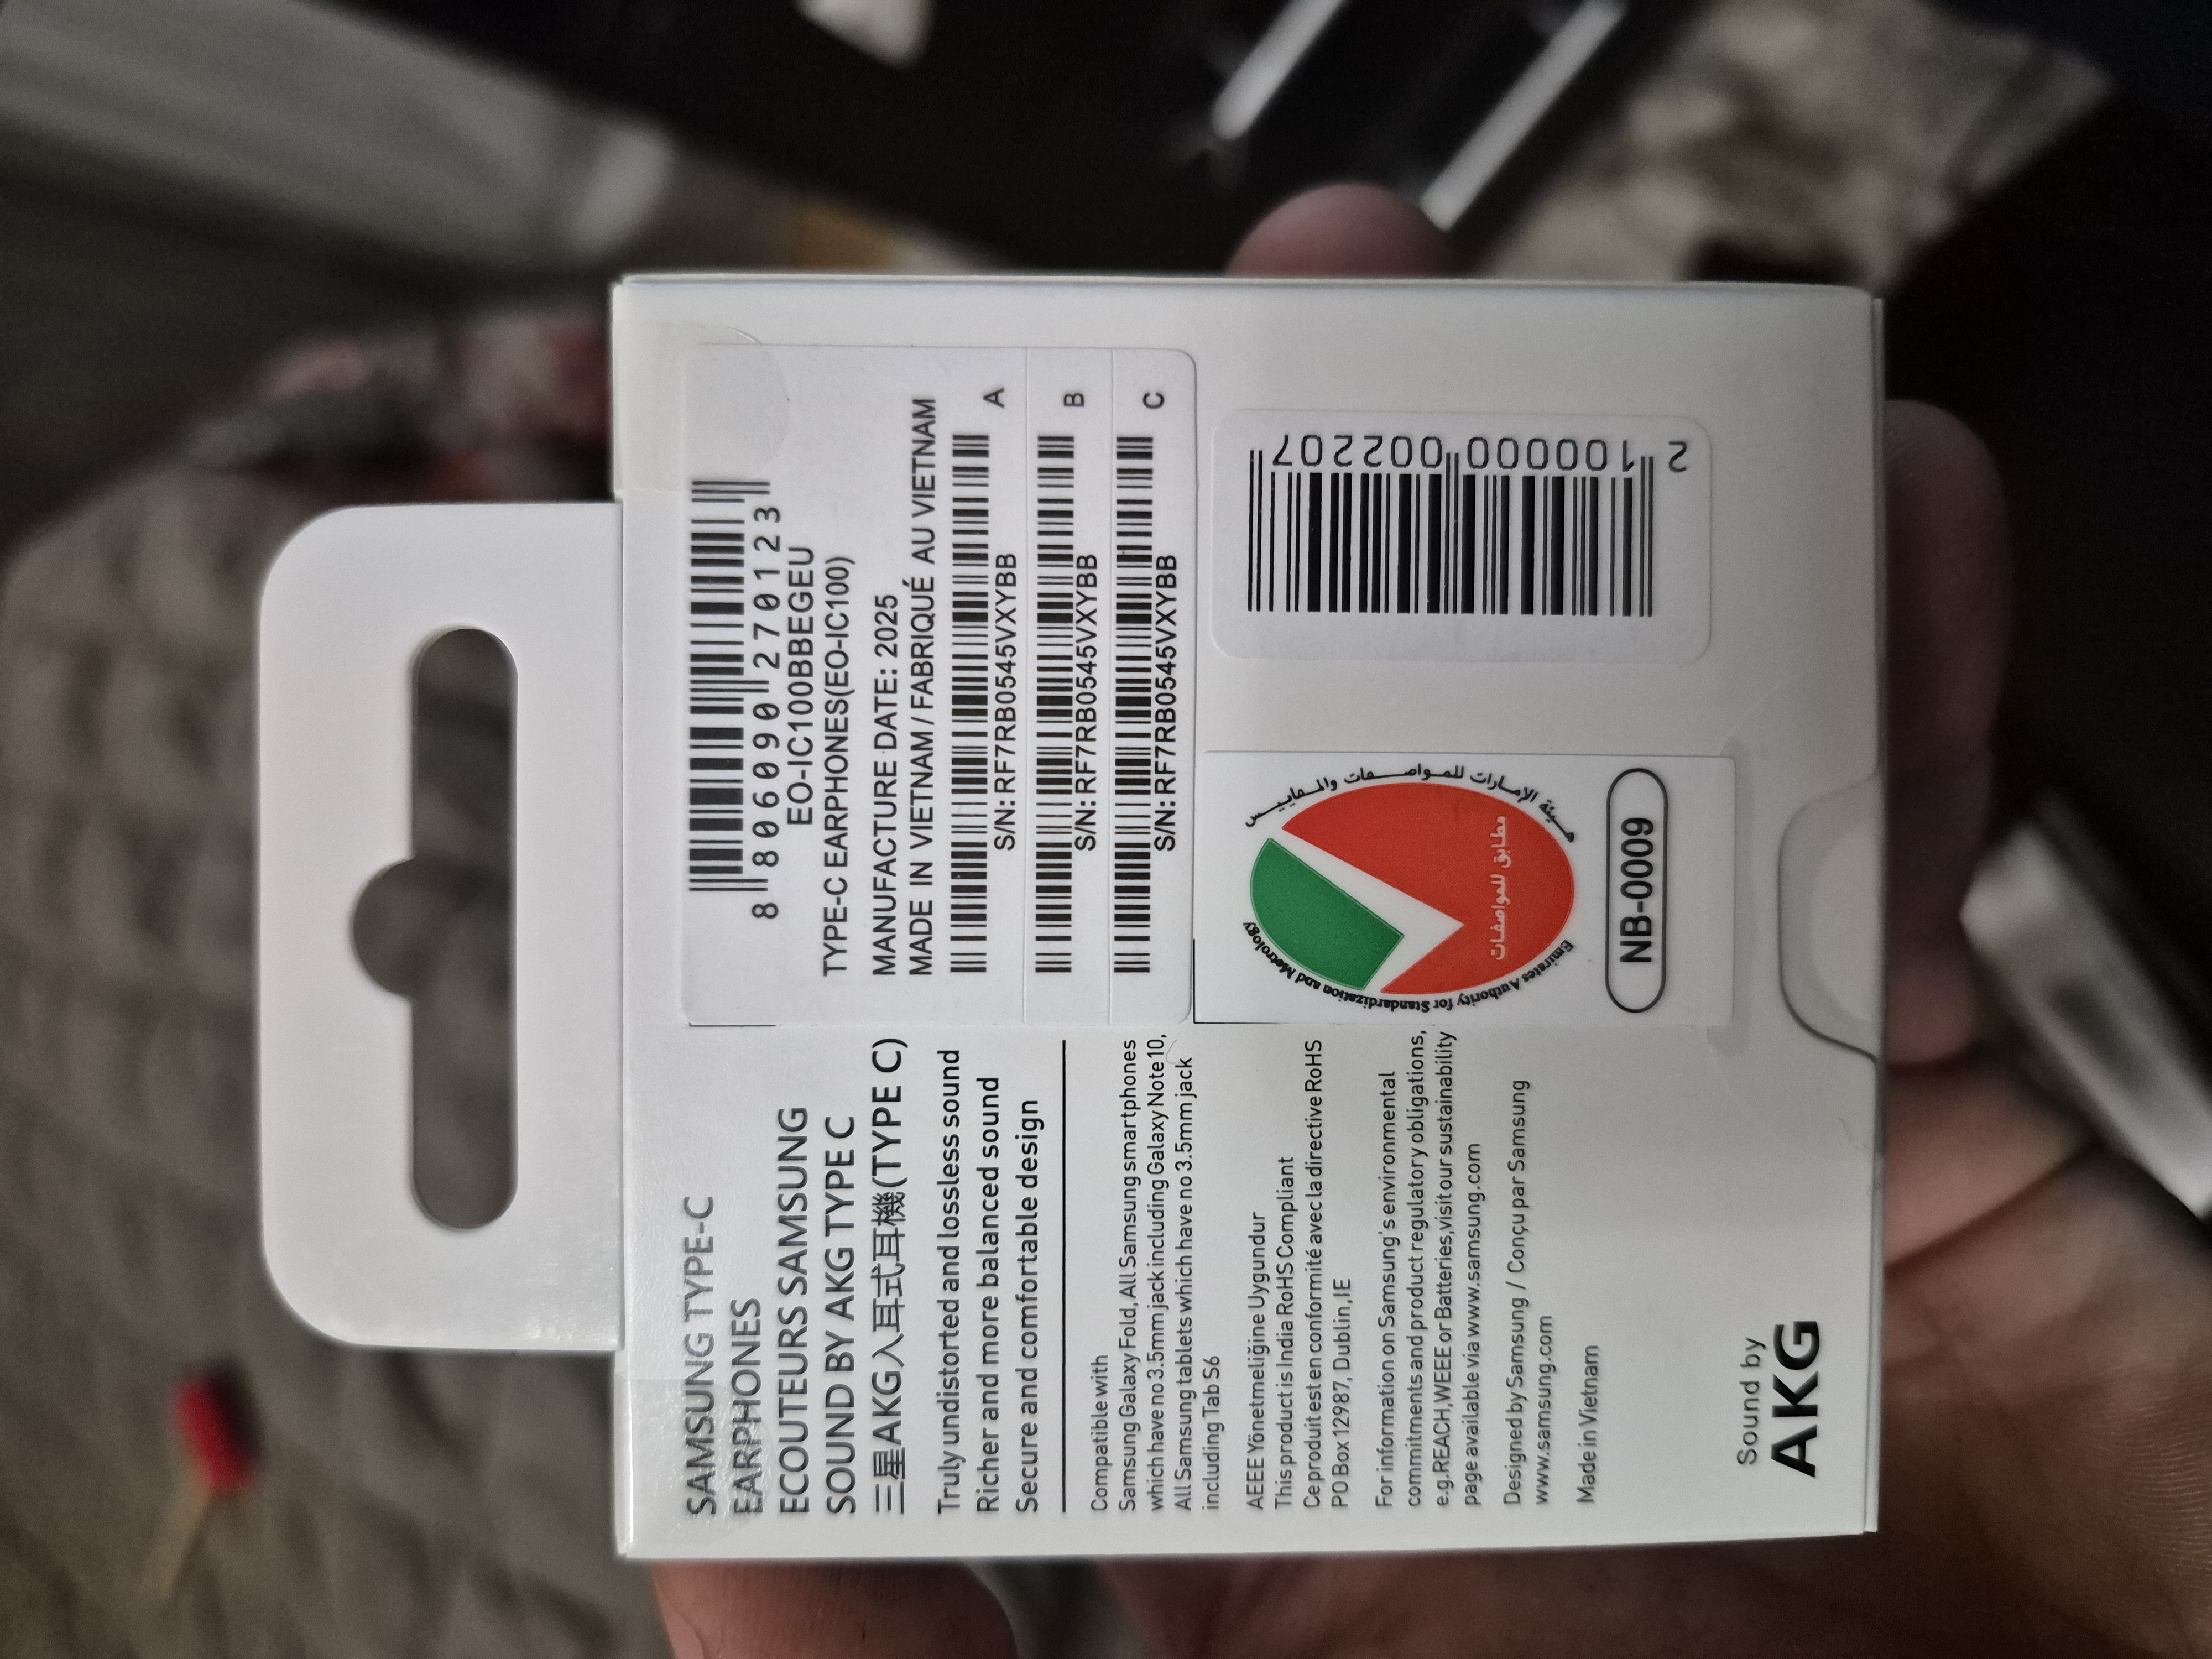 SAMSUNG TYPE-C
EARPHONES
ECOUTEURS SAMSUNG
SOUND BY AKG TYPE C
三星AKG入耳式耳機(TYPE C)
Truly undistorted and lossless sound
Richer and more balanced sound
Secure and comfortable design
Compatible with
Samsung Galaxy Fold,All Samsung smartphones
which have no 3.5mm jack including Galaxy Note10,
All Samsung tablets which have no 3.5mm jack
including Tab S6
AEEE Yönetmeliğine Uygundur
This product is India RoHS Compliant
Ce produit est en conformité avec la directive RoHS
PO Box 12987, Dublin,IE
For information on Samsung's environmental
commitments and product regulatory obligations,
e.g.REACH,WEEE or Batteries,visit our sustainability
page available via www.samsung.com
Designed by Samsung / Conçu par Samsung
www.samsung.com
Made in Vietnam
Sound by
AKG
8 806090 270123
EO-IC100BBEGEU
TYPE-C EARPHONES(EO-IC100)
MANUFACTURE DATE: 2025
MADE IN VIETNAM / FABRIQUÉ AU VIETNAM
A
S/N: RF7RB0545VXYBB
B
S/N: RF7RB0545VXYBB
C
S/N: RF7RB0545VXYBB
هيئة الإمارات للمواصفات والمقاييس
مطابق للمواصفات
Emirates Authority for Standardization and Metrology
NB-0009
2 100000 002207